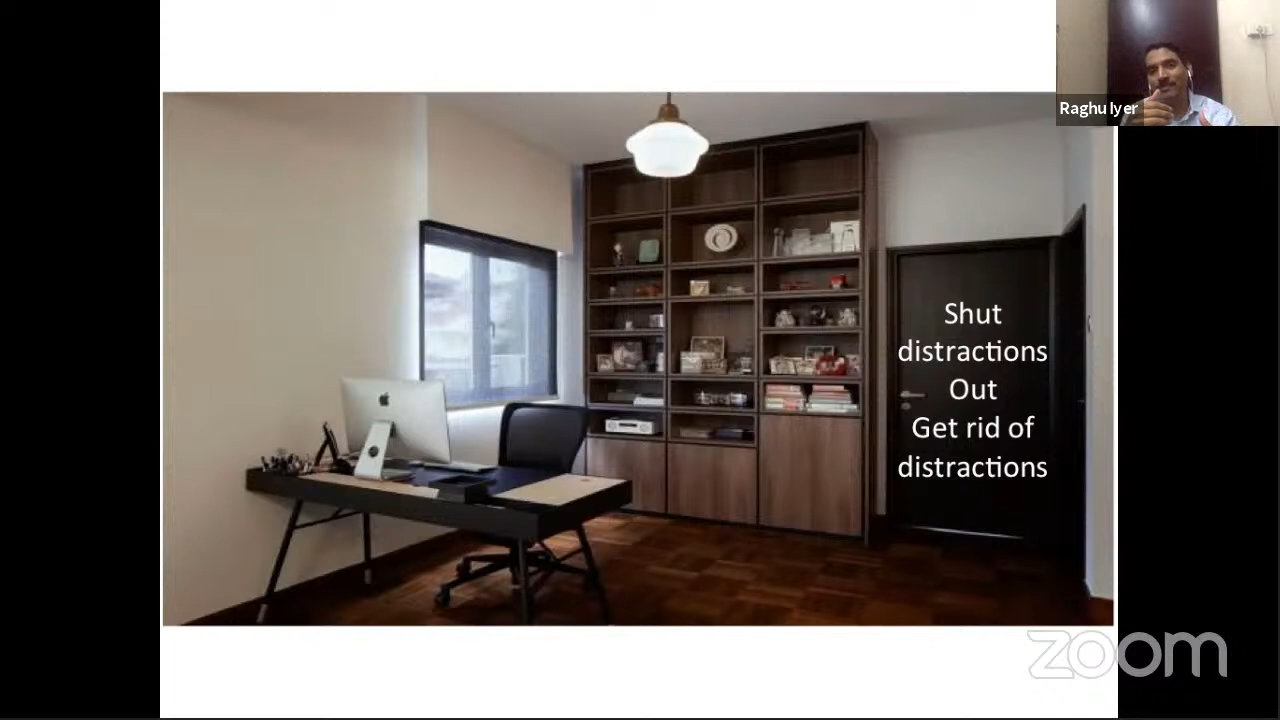 Raghu Iyer
Shut
distractions
Out
Get rid of
distractions
zoom